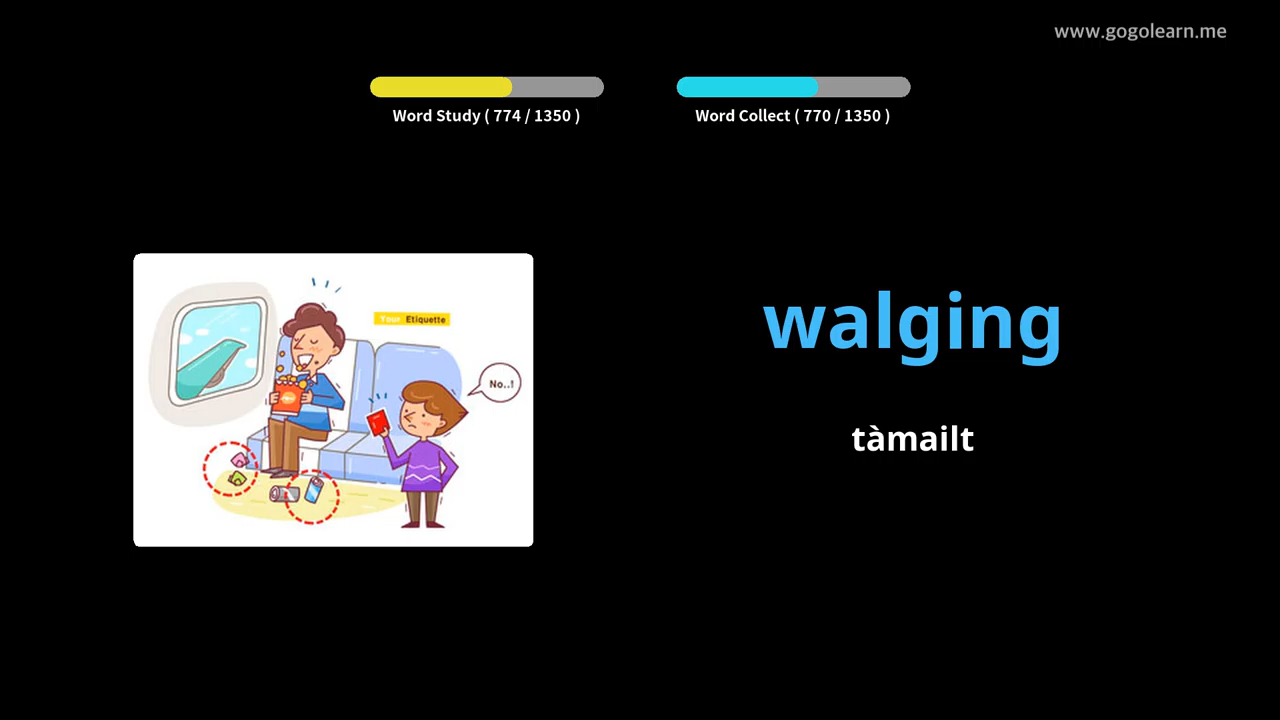 www.gogolearn.me
Word Study ( 774 / 1350 )
Word Collect ( 770 / 1350 )
Your Etiquette
No..!
walging
tàmailt